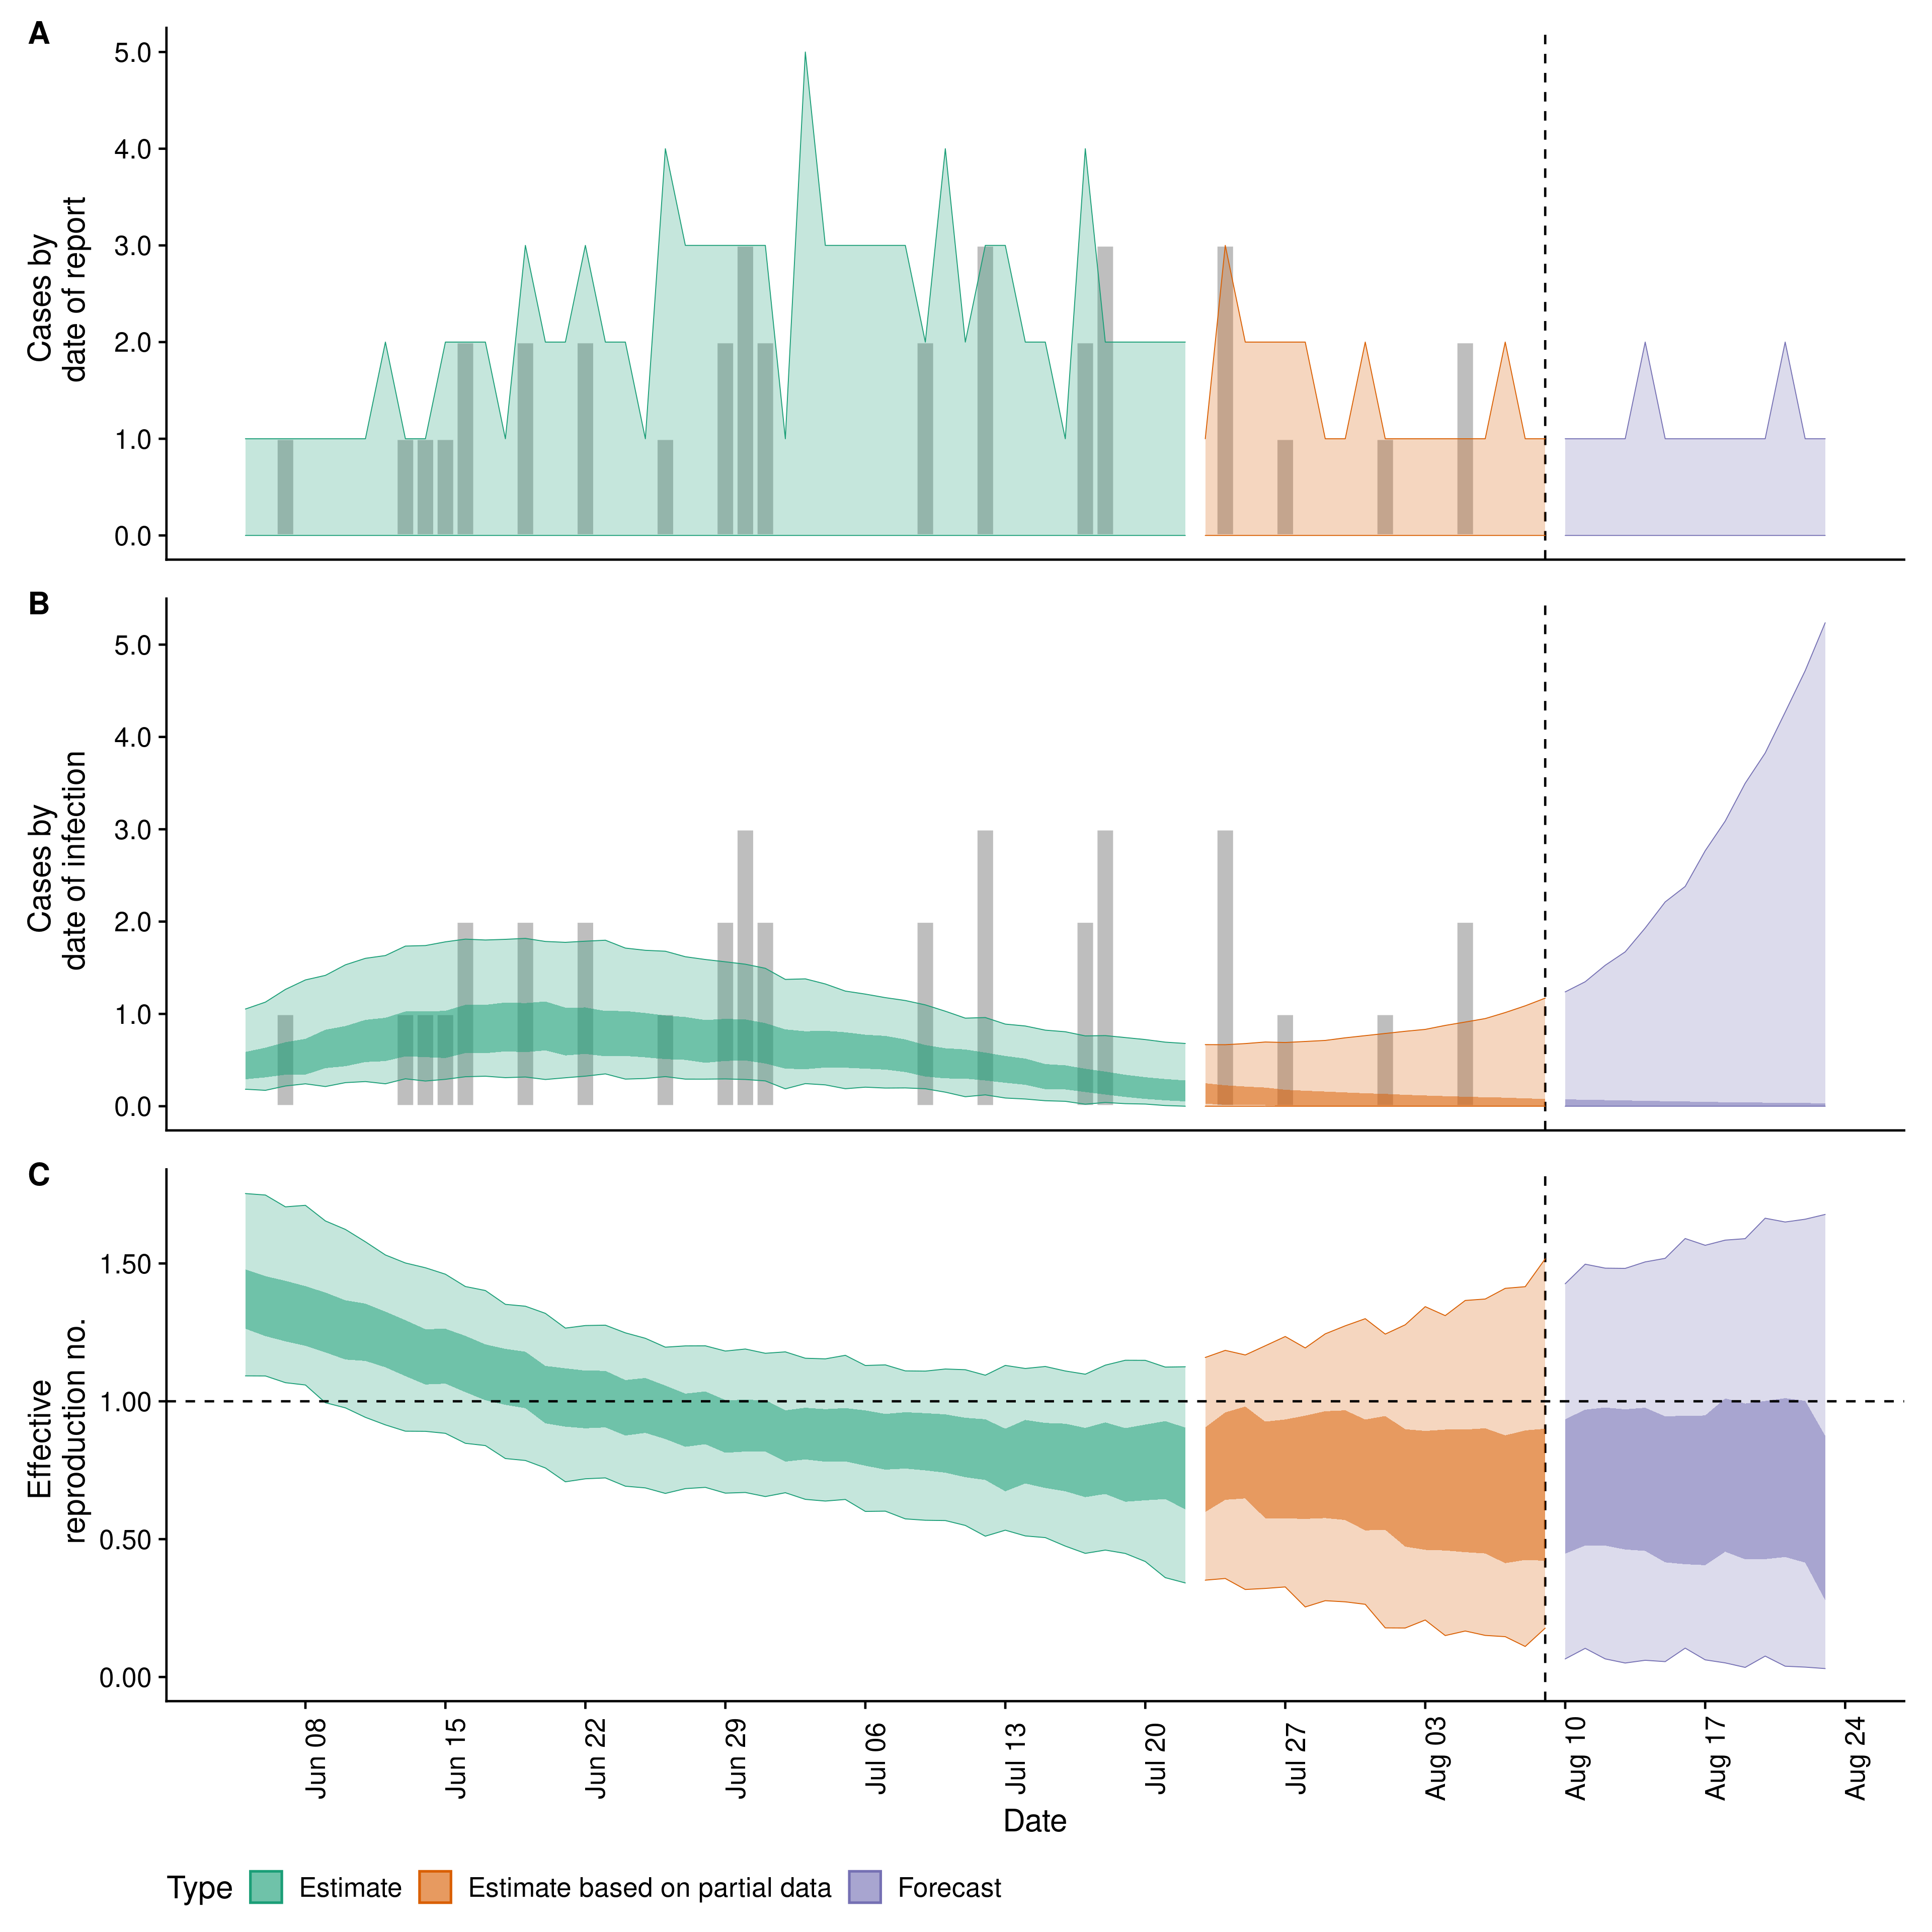 A
Cases by
date of report
5.0
4.0
3.0
2.0
1.0
0.0
B
Cases by
date of infection
5.0
4.0
3.0
2.0
1.0
0.0
C
Effective
reproduction no.
1.50
1.00
0.50
0.00
Jun 08
Jun 15
Jun 22
Jun 29
Jul 06
Jul 13
Jul 20
Jul 27
Aug 03
Aug 10
Aug 17
Aug 24
Date
Type Estimate Estimate based on partial data Forecast